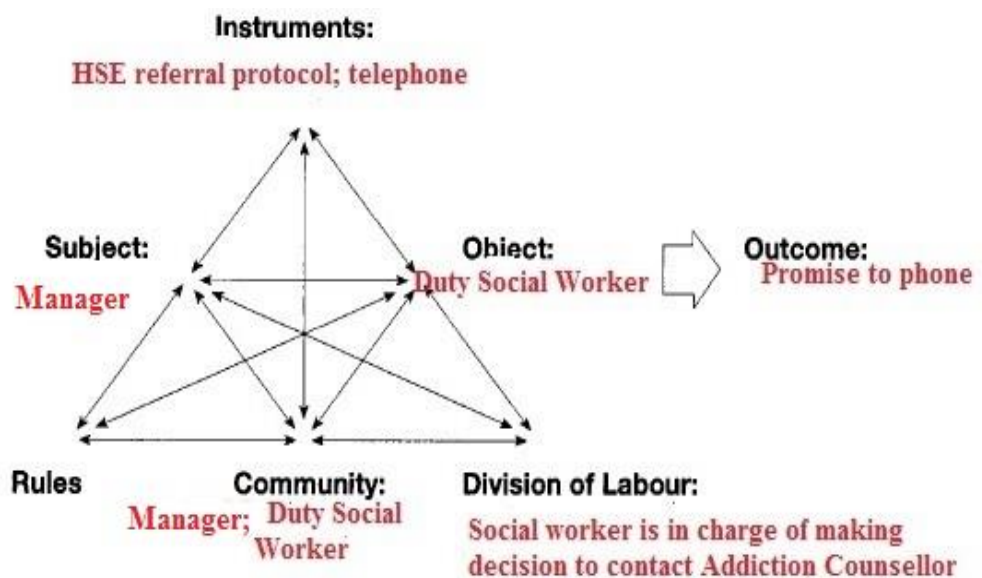 Instruments:
HSE referral protocol; telephone
Subject:
Manager
Object:
Duty Social Worker
Outcome:
Promise to phone
Rules
Community:
Manager; Duty Social
Worker
Division of Labour:
Social worker is in charge of making
decision to contact Addiction Counsellor